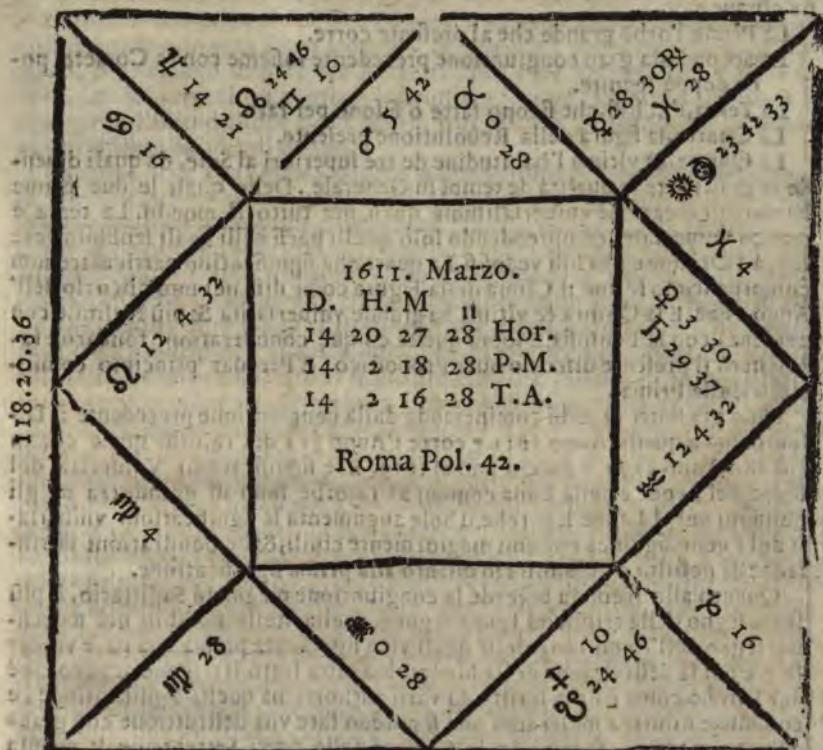 ♃ 14 21
☊ 24 46
♊ 10
♂ 5 42
♉ 0 28
☿ 28 30 ℞
♓ 28
♋ 16
☉ 23 42 33
♓ 4
♀ 3 30
♄ 29 37
♒ 12 4 32
♌ 12 4 32
118.20.36
1611. Marzo.
D. H. M "
14 20 27 28 Hor.
14 2 18 28 P.M.
14 2 16 28 T.A.
Roma Pol. 42.
♍ 4
♍ 28
♏ 0 28
♐ 10
☋ 24 46
♑ 16